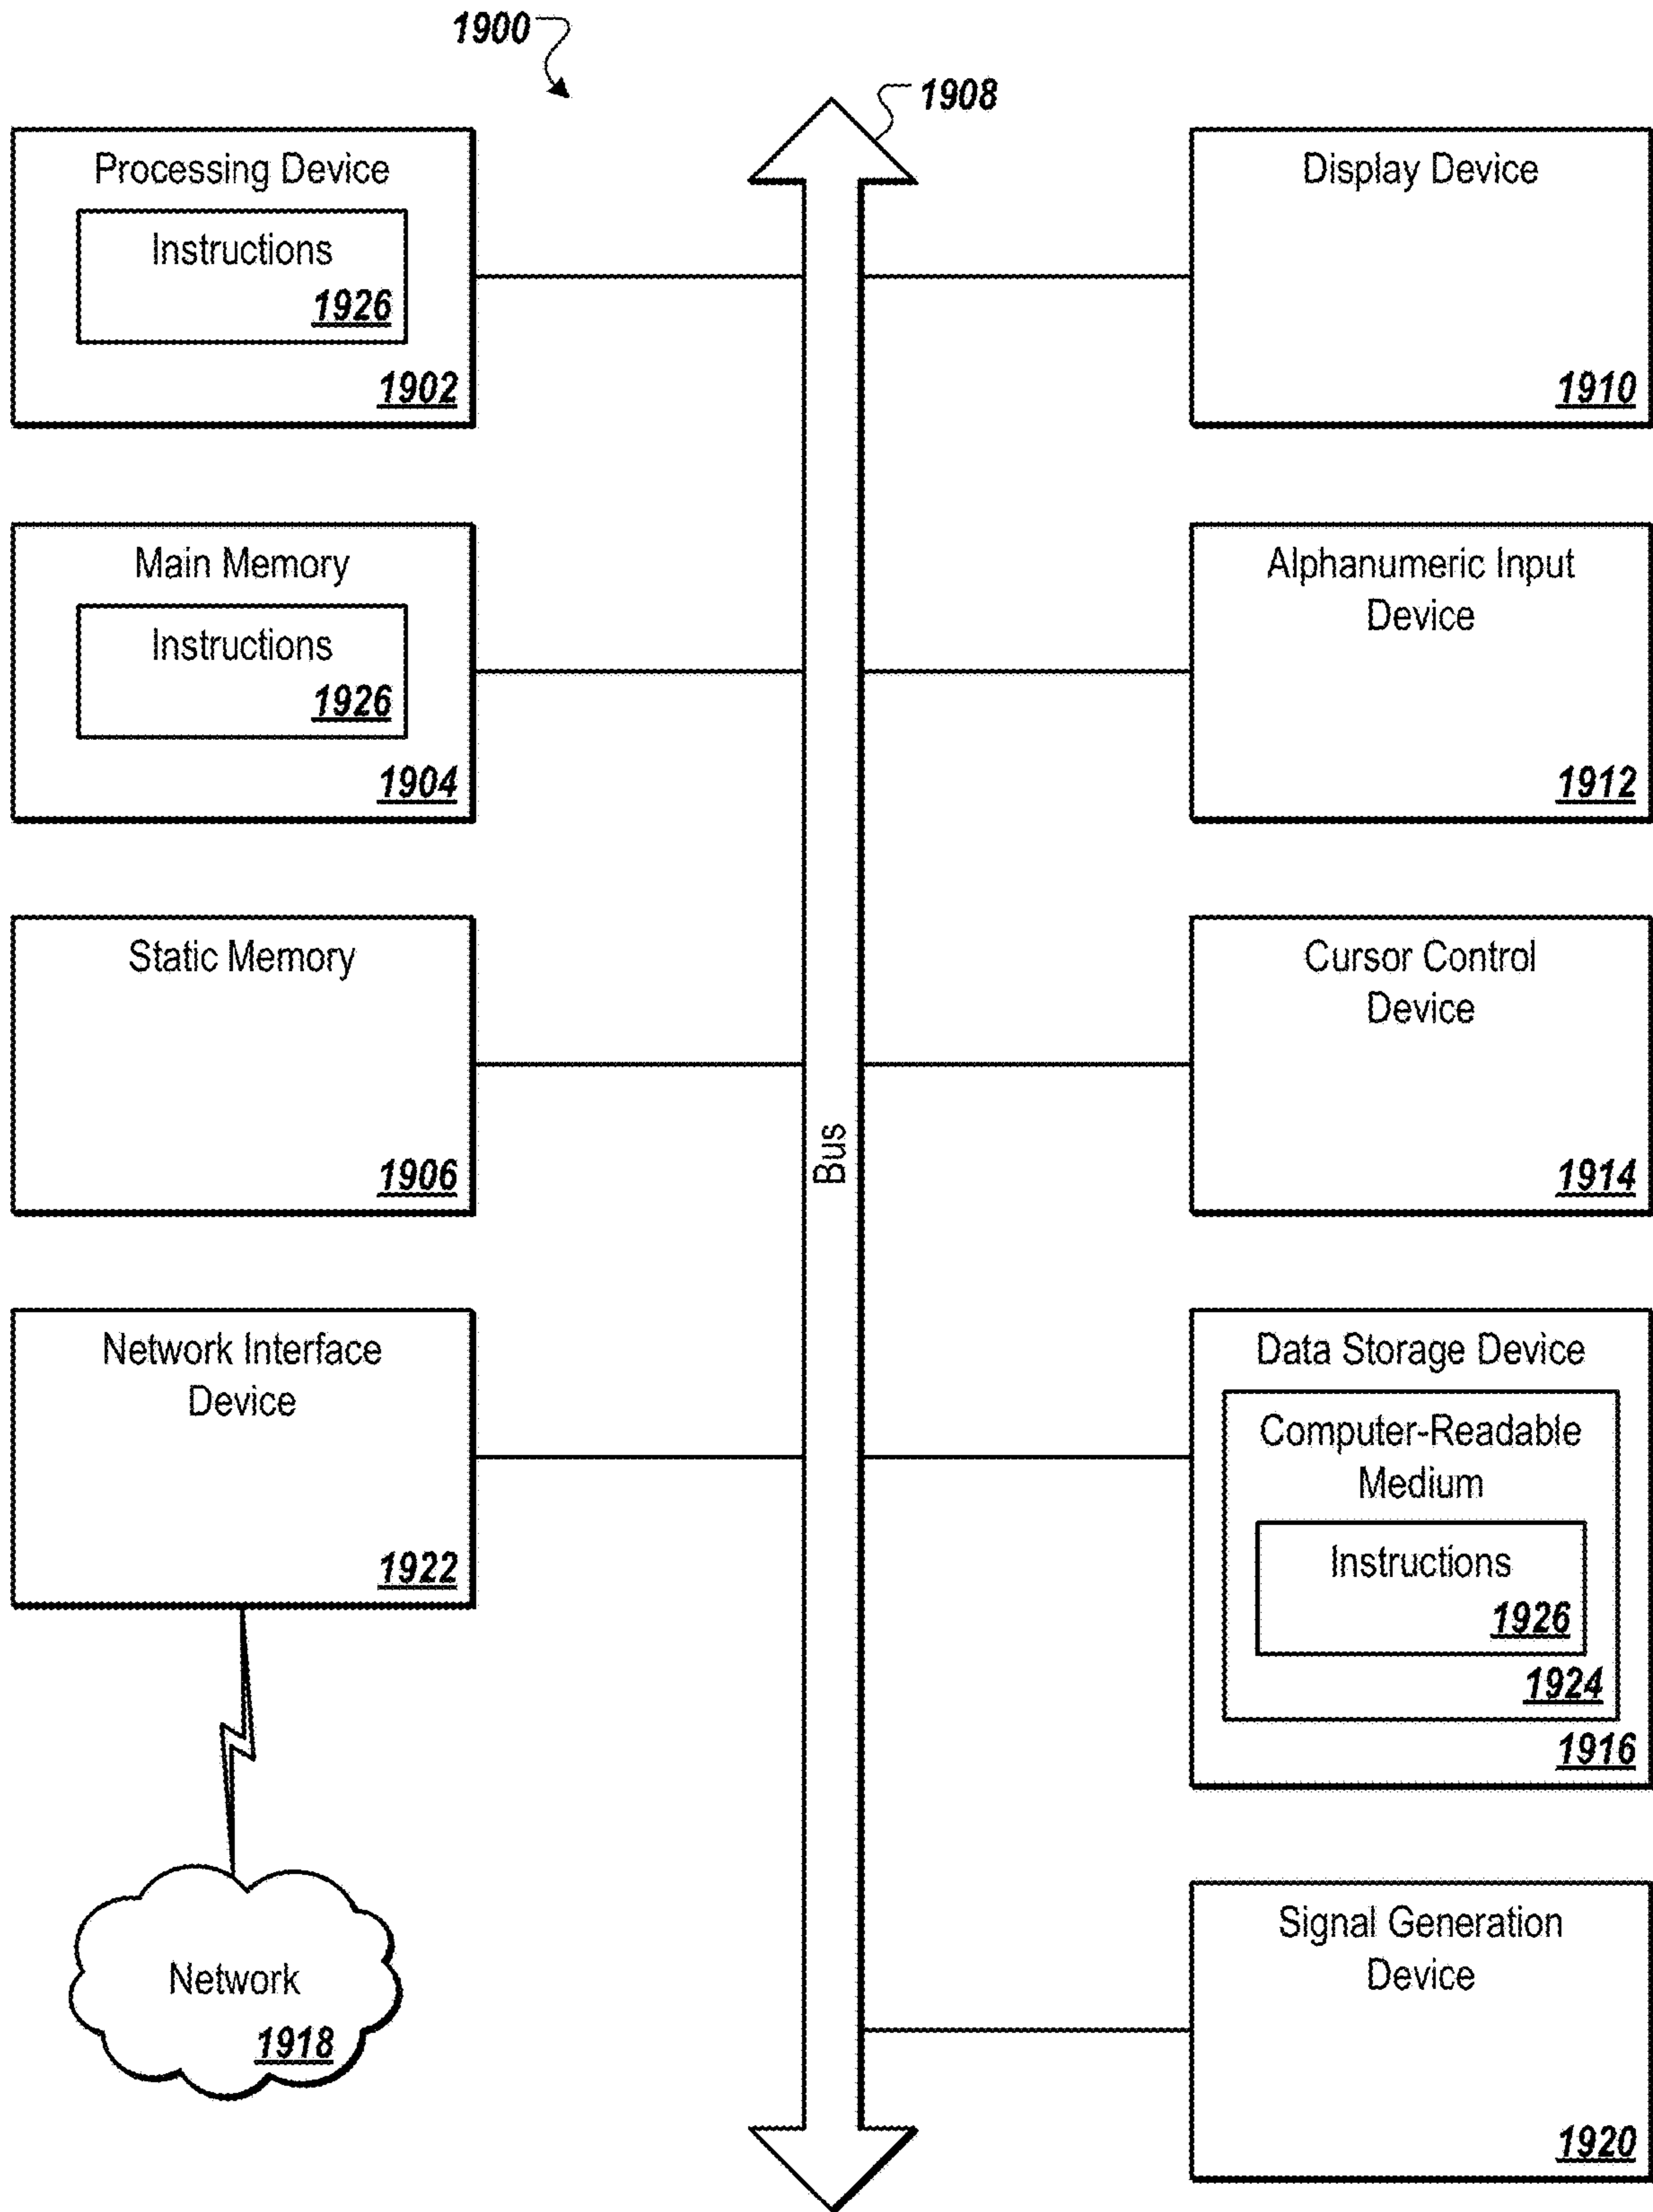 1900
1908
Processing Device
Instructions
1926
1902
Display Device
1910
Main Memory
Instructions
1926
1904
Alphanumeric Input
Device
1912
Static Memory
1906
Cursor Control
Device
1914
Bus
Network Interface
Device
1922
Data Storage Device
Computer-Readable
Medium
Instructions
1926
1924
1916
Network
1918
Signal Generation
Device
1920